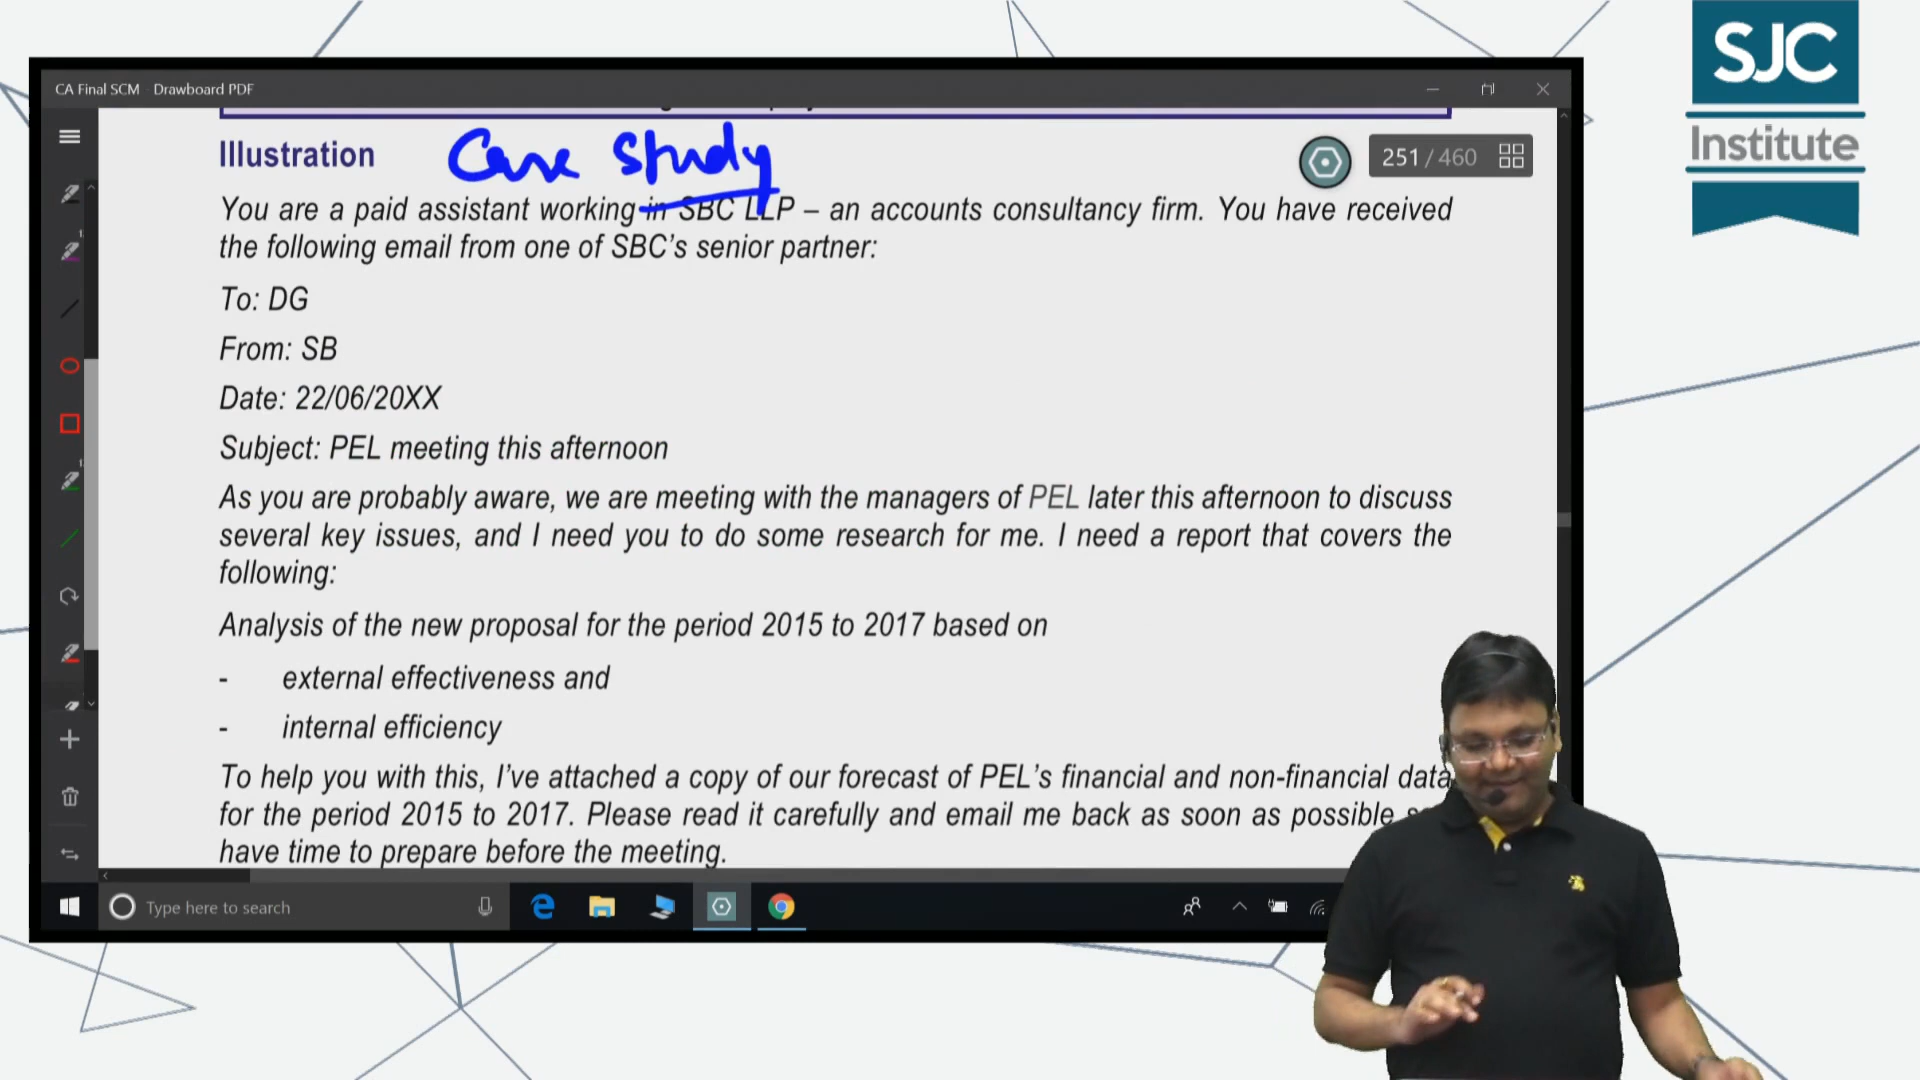 SJC
Institute
CA Final SCM - Drawboard PDF
Illustration Case Study
251 / 460
You are a paid assistant working in SBC LLP – an accounts consultancy firm. You have received
the following email from one of SBC's senior partner:
To: DG
From: SB
Date: 22/06/20XX
Subject: PEL meeting this afternoon
As you are probably aware, we are meeting with the managers of PEL later this afternoon to discuss
several key issues, and I need you to do some research for me. I need a report that covers the
following:
Analysis of the new proposal for the period 2015 to 2017 based on
- external effectiveness and
- internal efficiency
To help you with this, I've attached a copy of our forecast of PEL's financial and non-financial data
for the period 2015 to 2017. Please read it carefully and email me back as soon as possible
have time to prepare before the meeting.
Type here to search